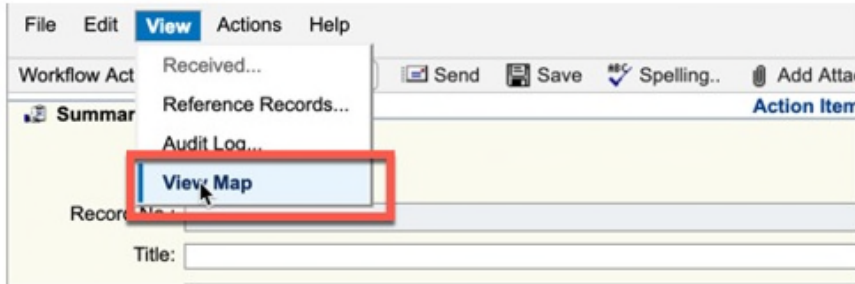 File Edit View Actions Help
Workflow Act Send Save ABC Spelling.. Add Atta
Received...
Reference Records...
Audit Log...
View Map
Summar Action Item
Record No.:
Title: